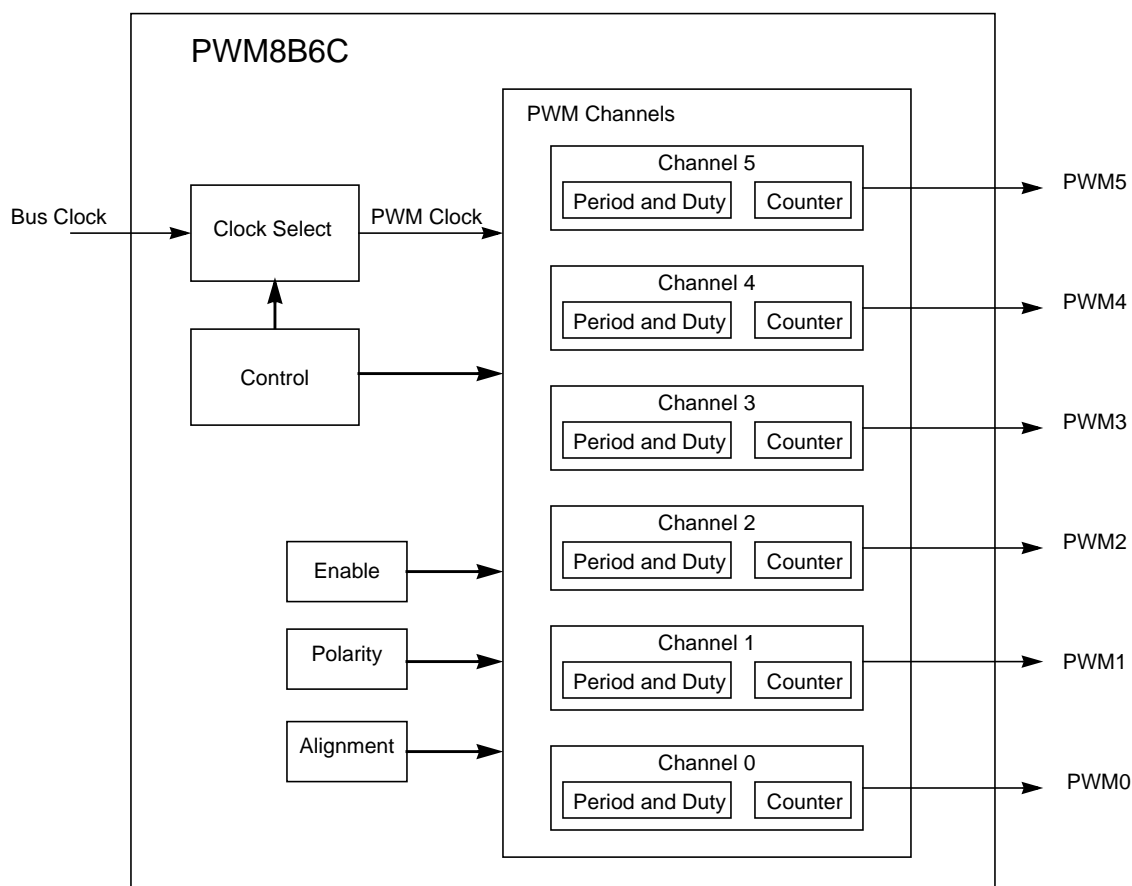 PWM8B6C
PWM Channels
Channel 5
Period and Duty Counter
PWM5
Bus Clock
Clock Select
PWM Clock
Channel 4
Period and Duty Counter
PWM4
Control
Channel 3
Period and Duty Counter
PWM3
Channel 2
Period and Duty Counter
PWM2
Enable
Channel 1
Period and Duty Counter
PWM1
Polarity
Alignment
Channel 0
Period and Duty Counter
PWM0